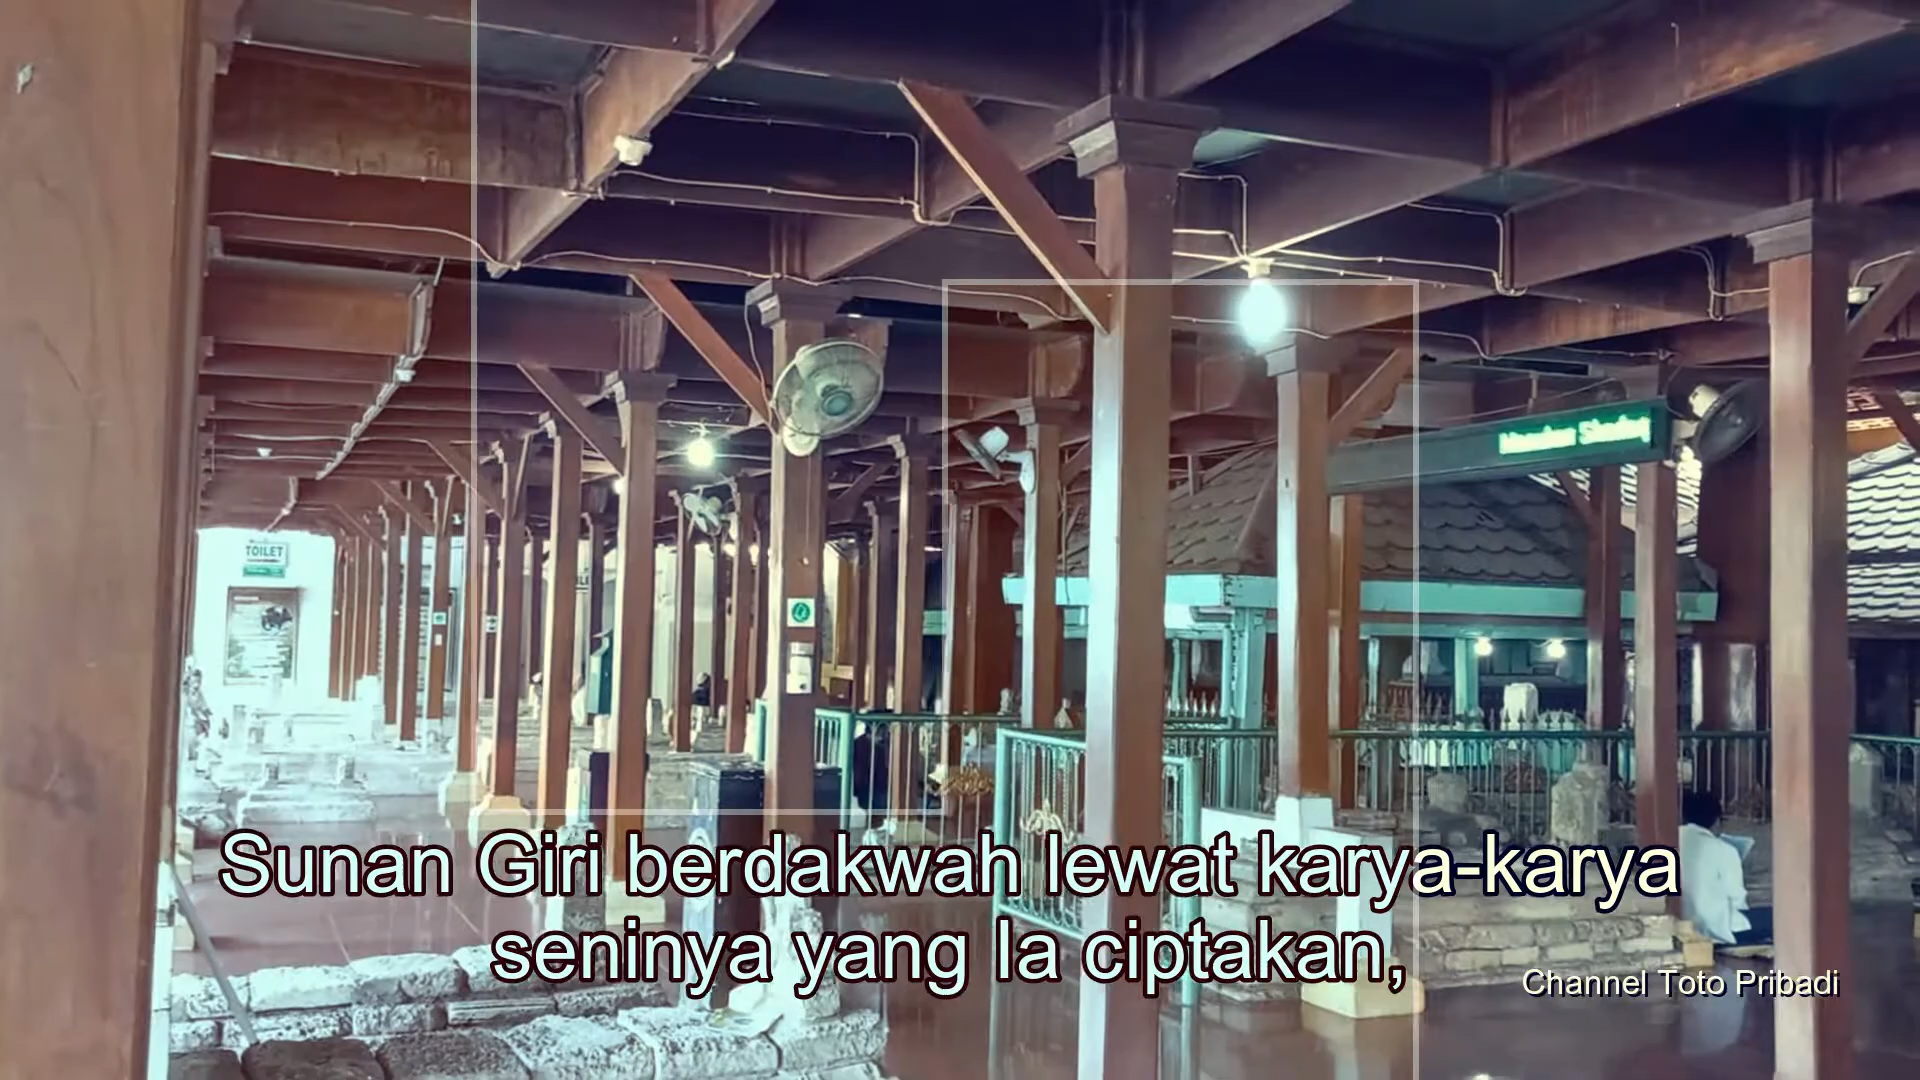 TOILET
Sunan Giri berdakwah lewat karya-karya
seninya yang Ia ciptakan,
Channel Toto Pribadi